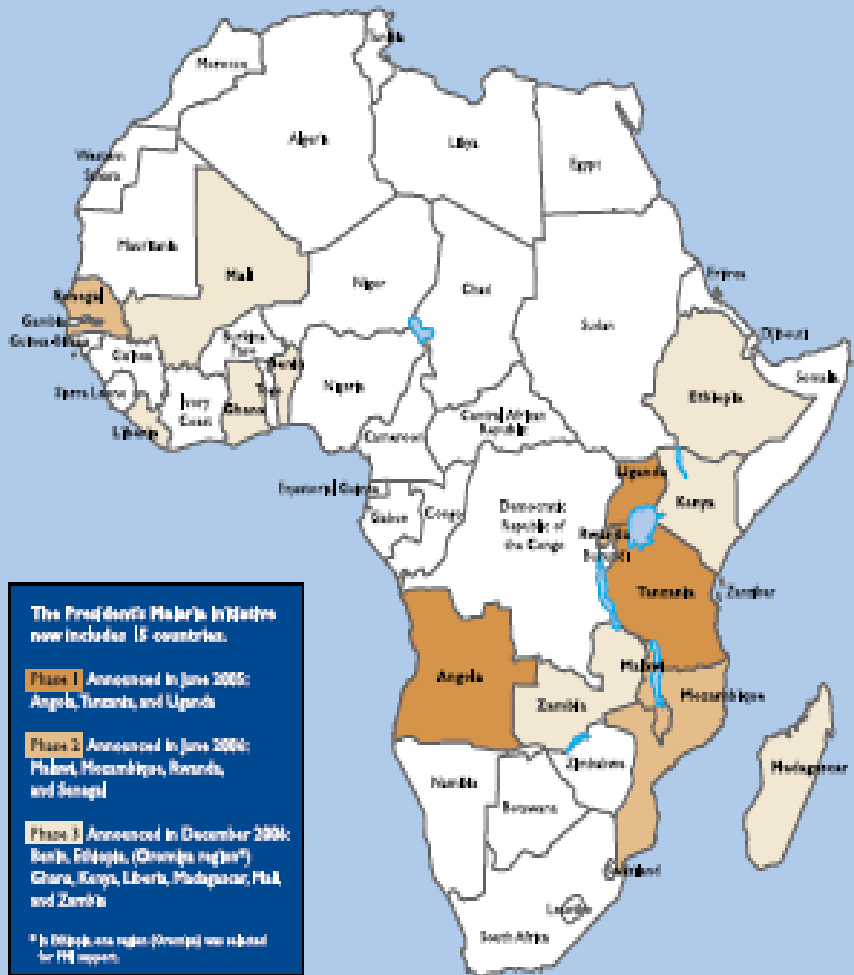 Tunisia
Morocco
Algeria
Libya
Egypt
Western
Sahara
Mauritania
Mali
Niger
Chad
Sudan
Eritrea
Djibouti
Somalia
Ethiopia
Senegal
Gambia
Guinea-Bissau
Guinea
Sierra Leone
Liberia
Ivory
Coast
Burkina
Faso
Ghana
Togo
Benin
Nigeria
Cameroon
Central African
Republic
Equatorial Guinea
Gabon
Congo
Democratic
Republic of
the Congo
Uganda
Kenya
Rwanda
Burundi
Tanzania
Zanzibar
Angola
Zambia
Malawi
Mozambique
Madagascar
Zimbabwe
Namibia
Botswana
Swaziland
Lesotho
South Africa
The President's Malaria Initiative
now includes 15 countries.
Phase 1 Announced in June 2005:
Angola, Tanzania, and Uganda
Phase 2 Announced in June 2006:
Malawi, Mozambique, Rwanda,
and Senegal
Phase 3 Announced in December 2006:
Benin, Ethiopia, (Oromiya region*)
Ghana, Kenya, Liberia, Madagascar, Mali,
and Zambia
* In Ethiopia, one region (Oromiya) was selected
for PMI support.